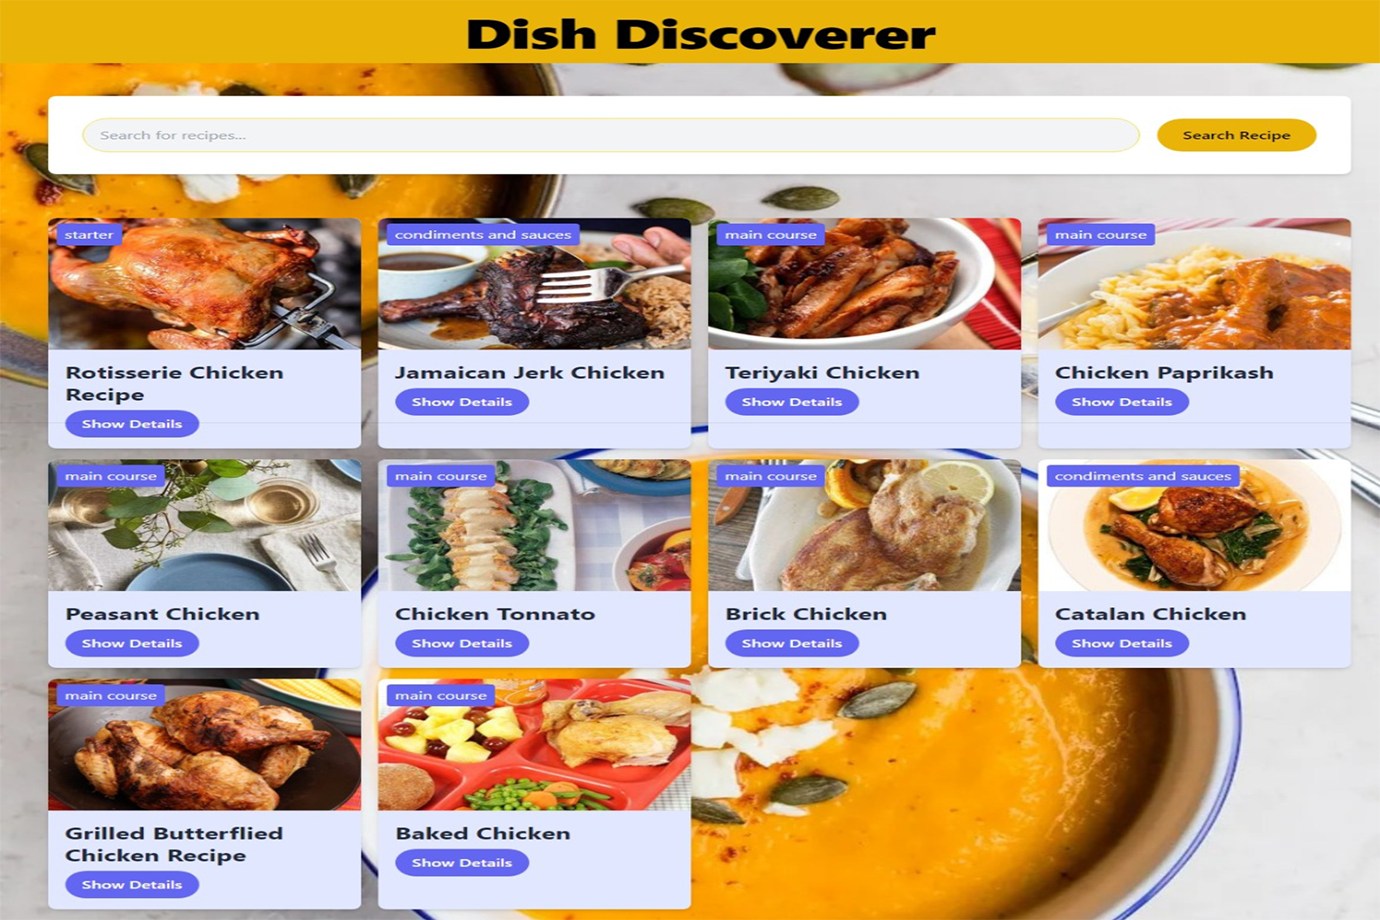 Dish Discoverer
Search for recipes...
Search Recipe
starter
Rotisserie Chicken
Recipe
Show Details
condiments and sauces
Jamaican Jerk Chicken
Show Details
main course
Teriyaki Chicken
Show Details
main course
Chicken Paprikash
Show Details
main course
Peasant Chicken
Show Details
main course
Chicken Tonnato
Show Details
main course
Brick Chicken
Show Details
condiments and sauces
Catalan Chicken
Show Details
main course
Grilled Butterflied
Chicken Recipe
Show Details
main course
Baked Chicken
Show Details